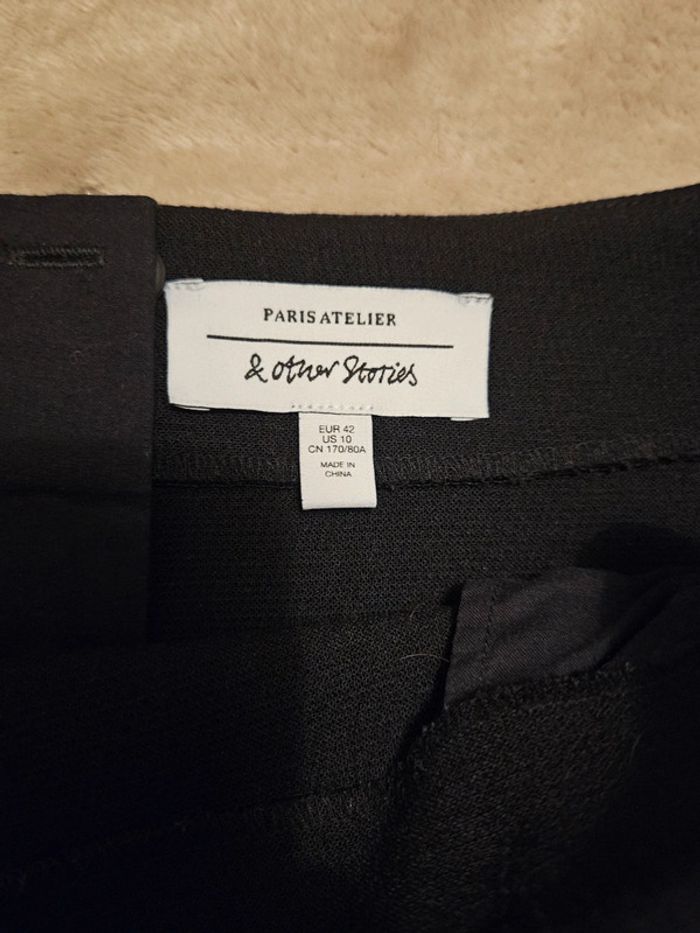 PARIS ATELIER
& other Stories
EUR 42
US 10
CN 170/80A
MADE IN
CHINA